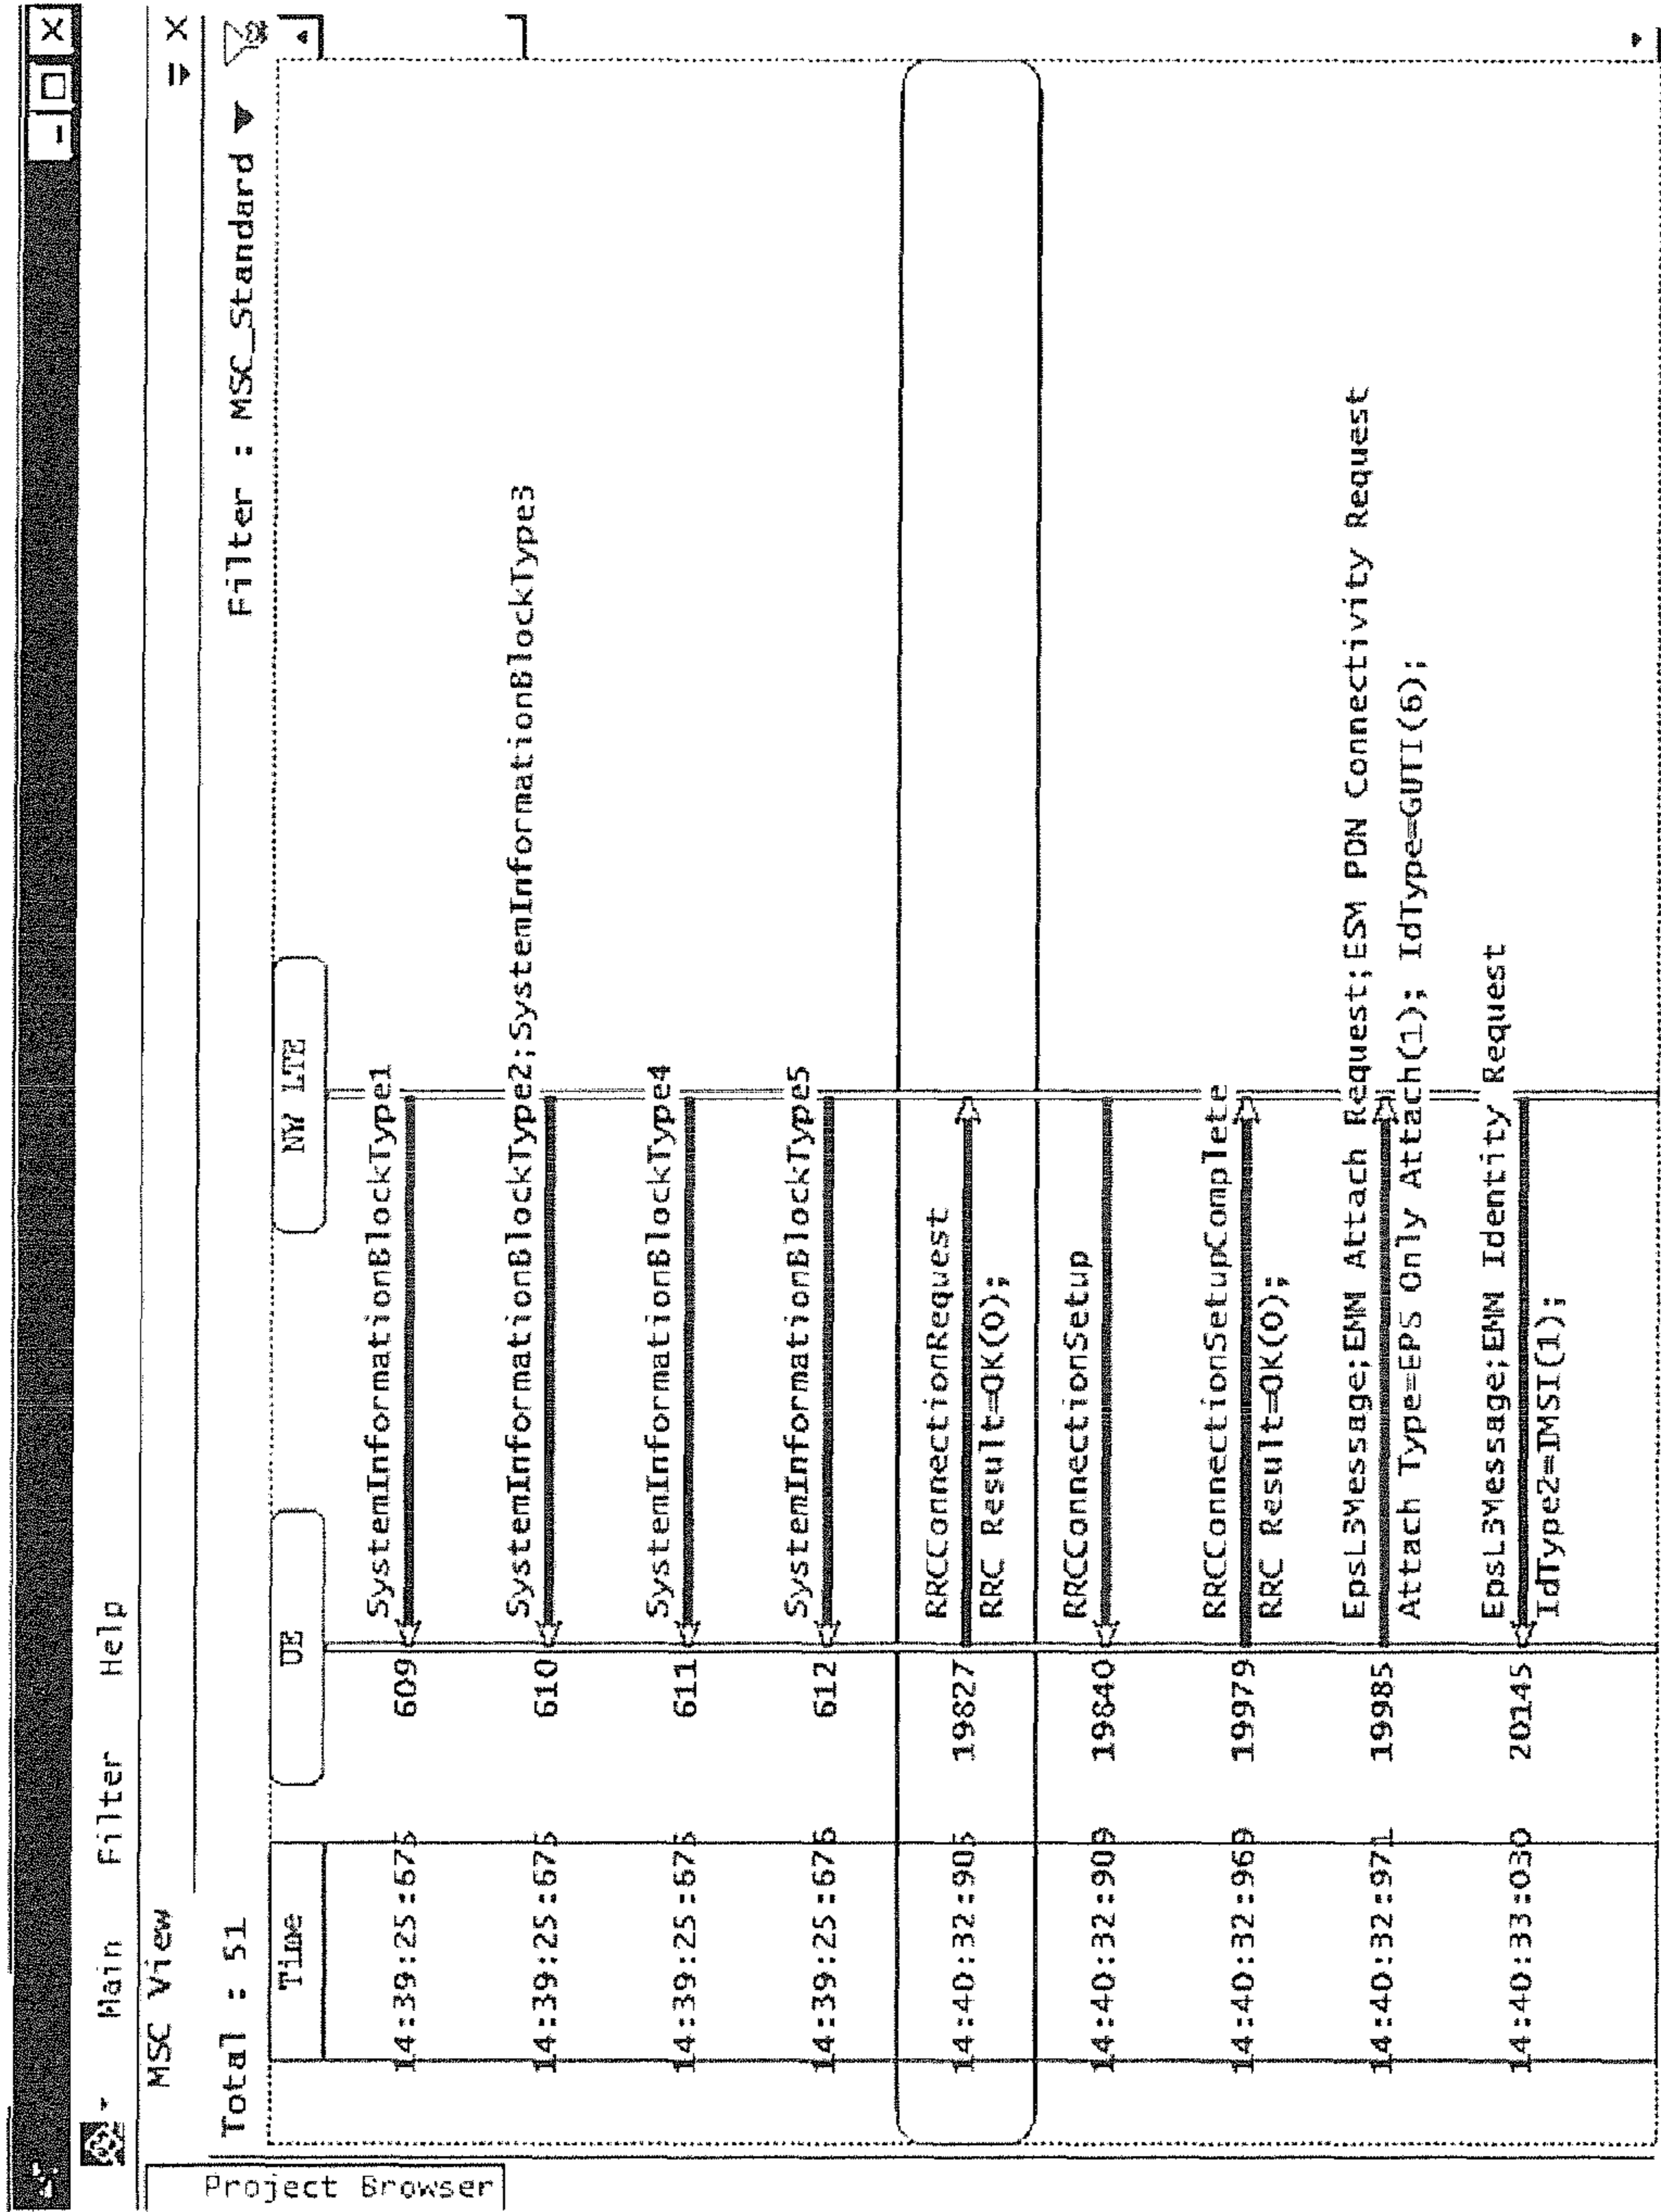 Main Filter Help
MSC View
Project Browser
Total : 51 Filter : MSC_Standard
Time UE NW LTE
SystemInformationBlockType1
14:39:25:675 609
SystemInformationBlockType2;SystemInformationBlockType3
14:39:25:675 610
SystemInformationBlockType4
14:39:25:675 611
SystemInformationBlockType5
14:39:25:676 612
RRCConnectionRequest
14:40:32:905 19827
RRC Result=OK(0);
RRCConnectionSetup
14:40:32:909 19840
RRCConnectionSetupComplete
14:40:32:969 19979
RRC Result=OK(0);
EpsL3Message;EMM Attach Request;ESM PDN Connectivity Request
14:40:32:971 19985
Attach Type=EPS Only Attach(1); IdType=GUTI(6);
EpsL3Message;EMM Identity Request
14:40:33:030 20145
IdType2=IMSI(1);